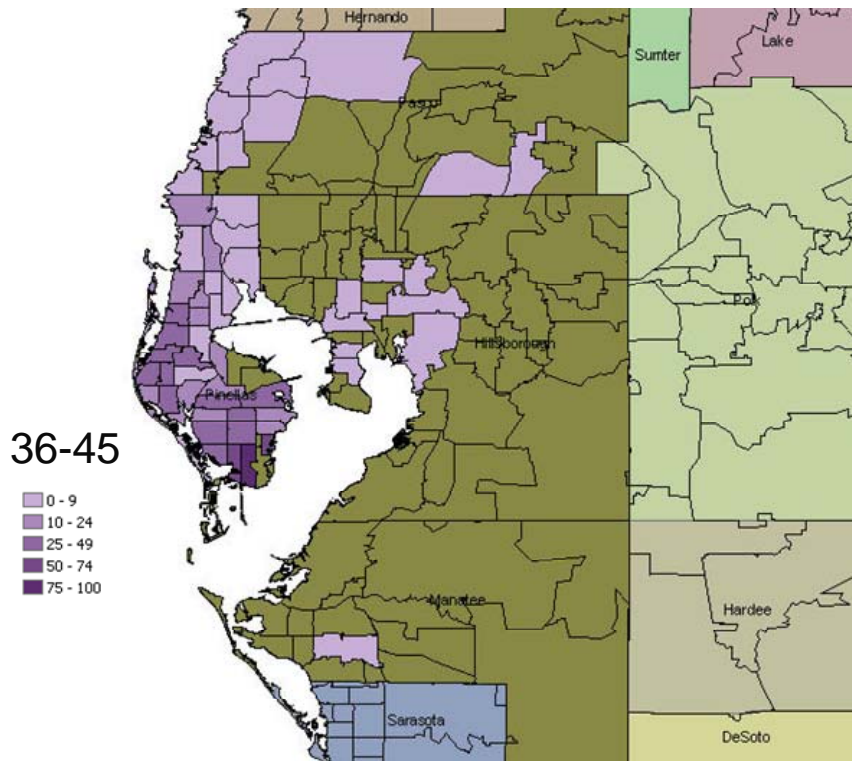 Hernando
Lake
Sumter
Pasco
Polk
Hillsborough
Pinellas
36-45
0 - 9
10 - 24
25 - 49
50 - 74
75 - 100
Manatee
Hardee
Sarasota
DeSoto